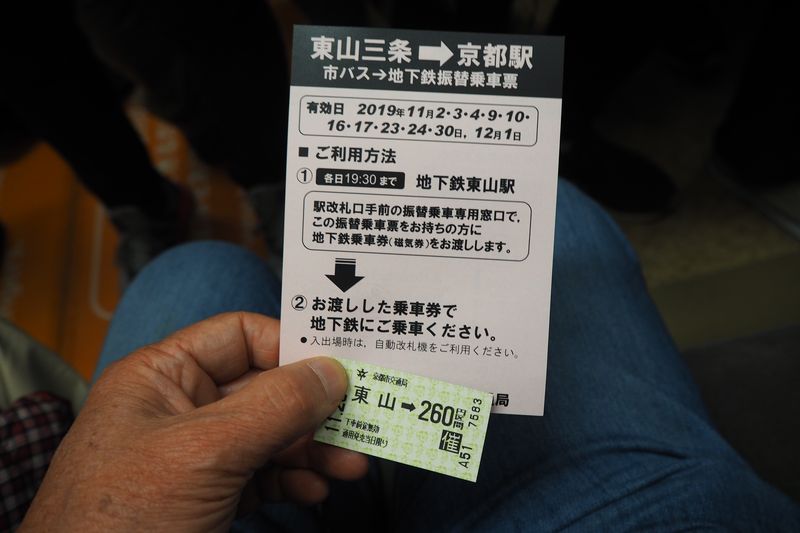 東山三条➡京都駅
市バス→地下鉄振替乗車票
有効日 2019年11月2・3・4・9・10・
16・17・23・24・30日，12月1日
■ ご利用方法
① 各日19:30まで 地下鉄東山駅
駅改札口手前の振替乗車専用窓口で，
この振替乗車票をお持ちの方に
地下鉄乗車券（磁気券）をお渡しします。
② お渡しした乗車券で
地下鉄にご乗車ください。
● 入出場時は，自動改札機をご利用ください。
局
京都市交通局
東山→260円区間
下車前途無効
通用発売当日限り
催
A51 7583